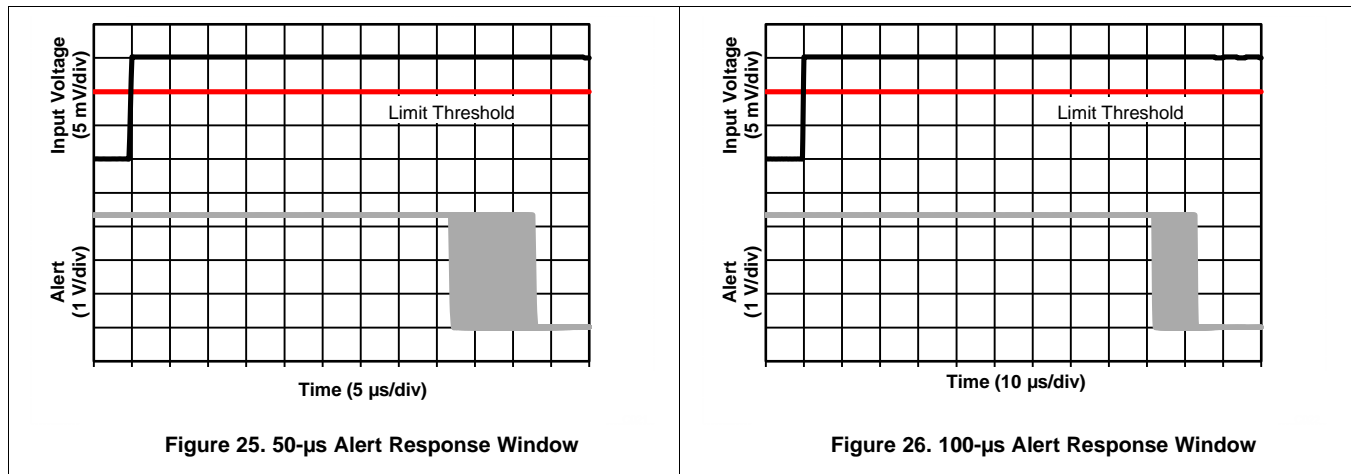 Input Voltage
(5 mV/div)
Limit Threshold
Alert
(1 V/div)
Time (5 µs/div)
Figure 25. 50-µs Alert Response Window
Input Voltage
(5 mV/div)
Limit Threshold
Alert
(1 V/div)
Time (10 µs/div)
Figure 26. 100-µs Alert Response Window